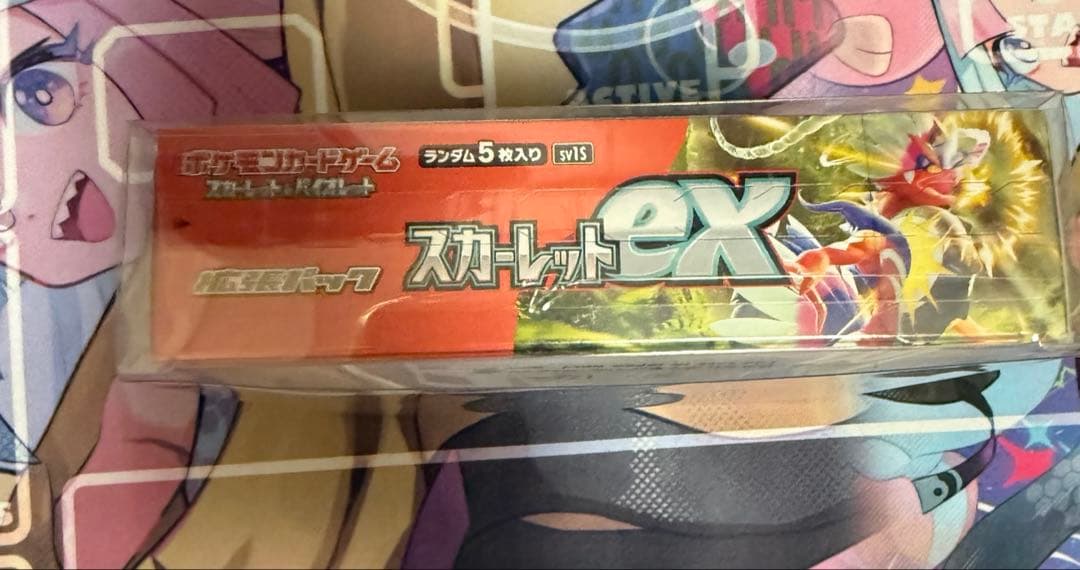 ACTIVE
STA
ポケモンカードゲーム
スカーレット&バイオレット
ランダム5枚入り
sv1S
スカーレットex
拡張パック